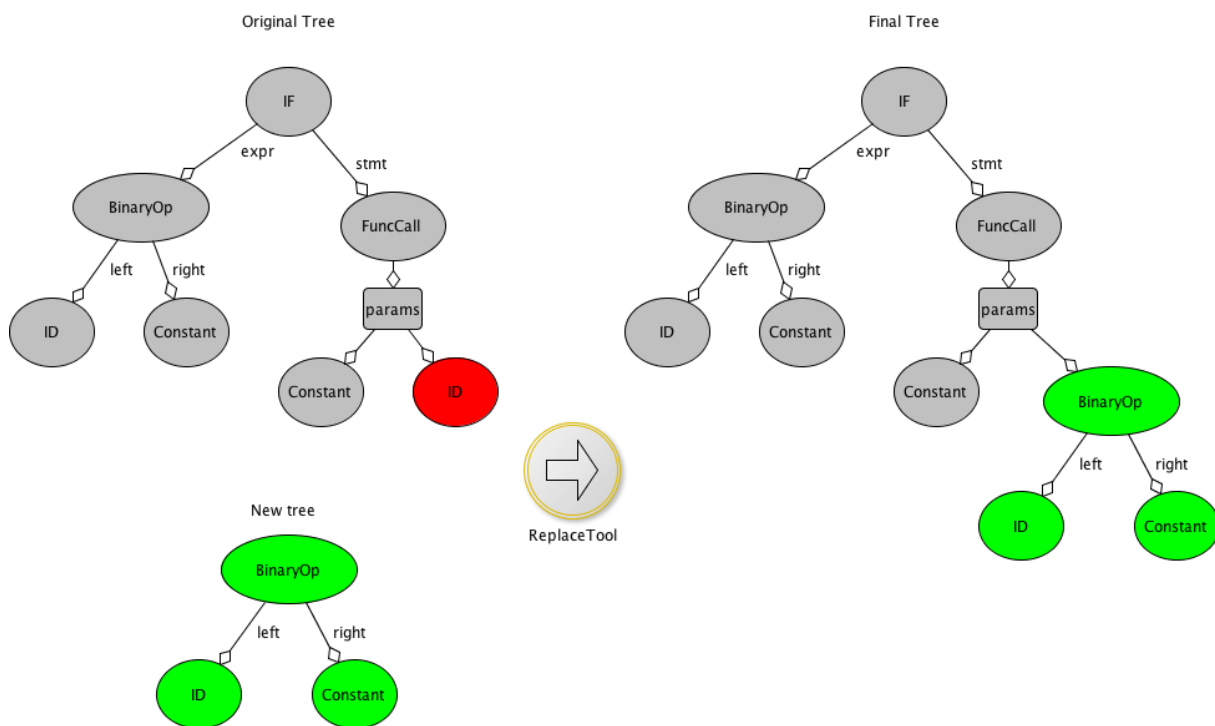 Original Tree
IF
expr
stmt
BinaryOp
FuncCall
left
right
params
ID
Constant
Constant
ID
New tree
BinaryOp
left
right
ID
Constant
ReplaceTool
Final Tree
IF
expr
stmt
BinaryOp
FuncCall
left
right
params
ID
Constant
Constant
BinaryOp
left
right
ID
Constant